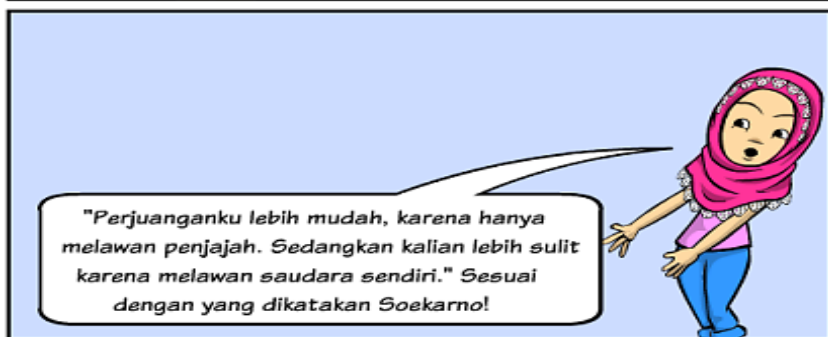 "Perjuanganku lebih mudah, karena hanya
melawan penjajah. Sedangkan kalian lebih sulit
karena melawan saudara sendiri." Sesuai
dengan yang dikatakan Soekarno!